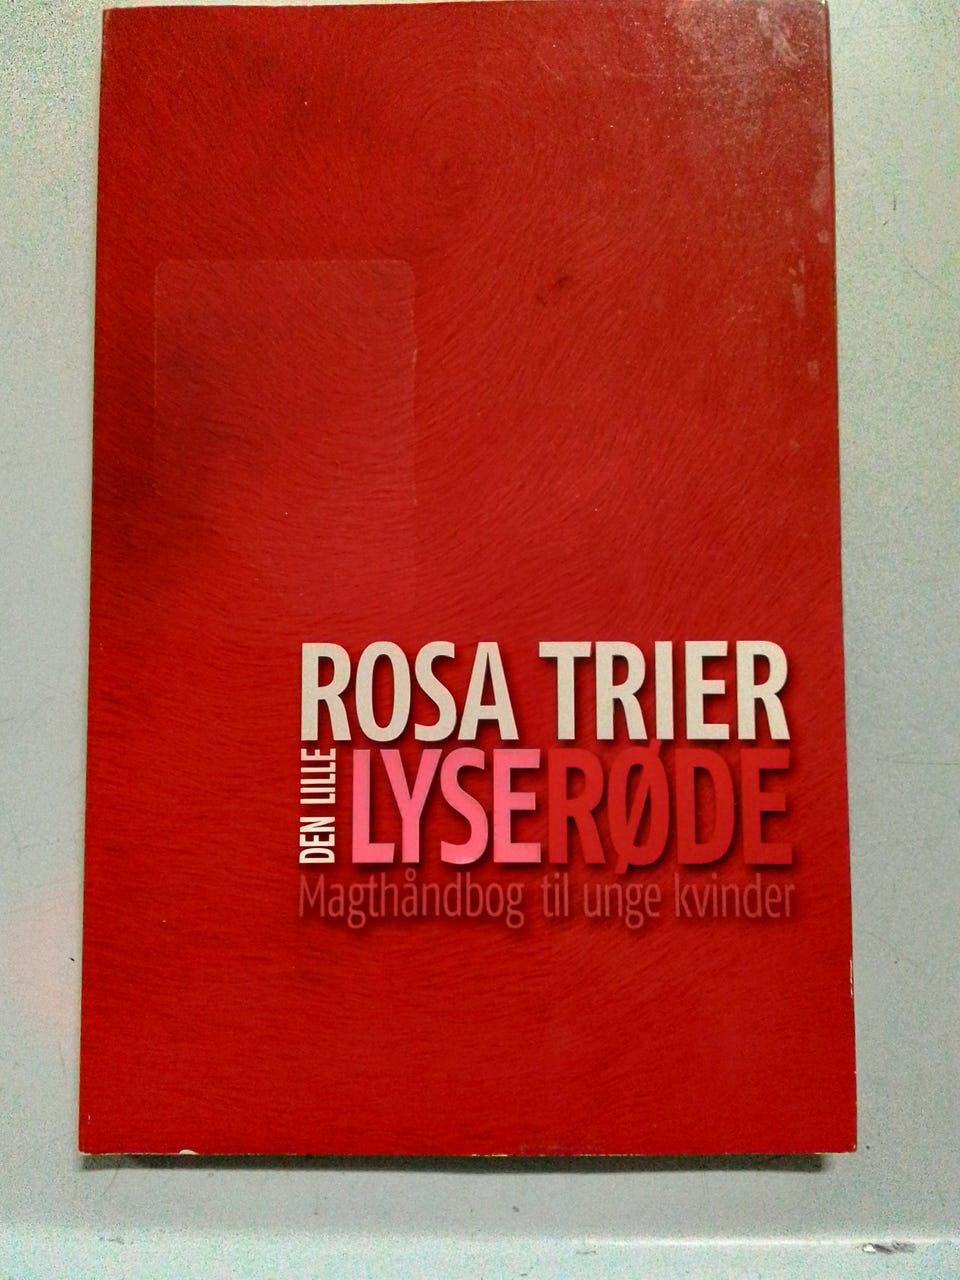 ROSA TRIER
DEN LILLE
LYSERØDE
Magthåndbog til unge kvinder